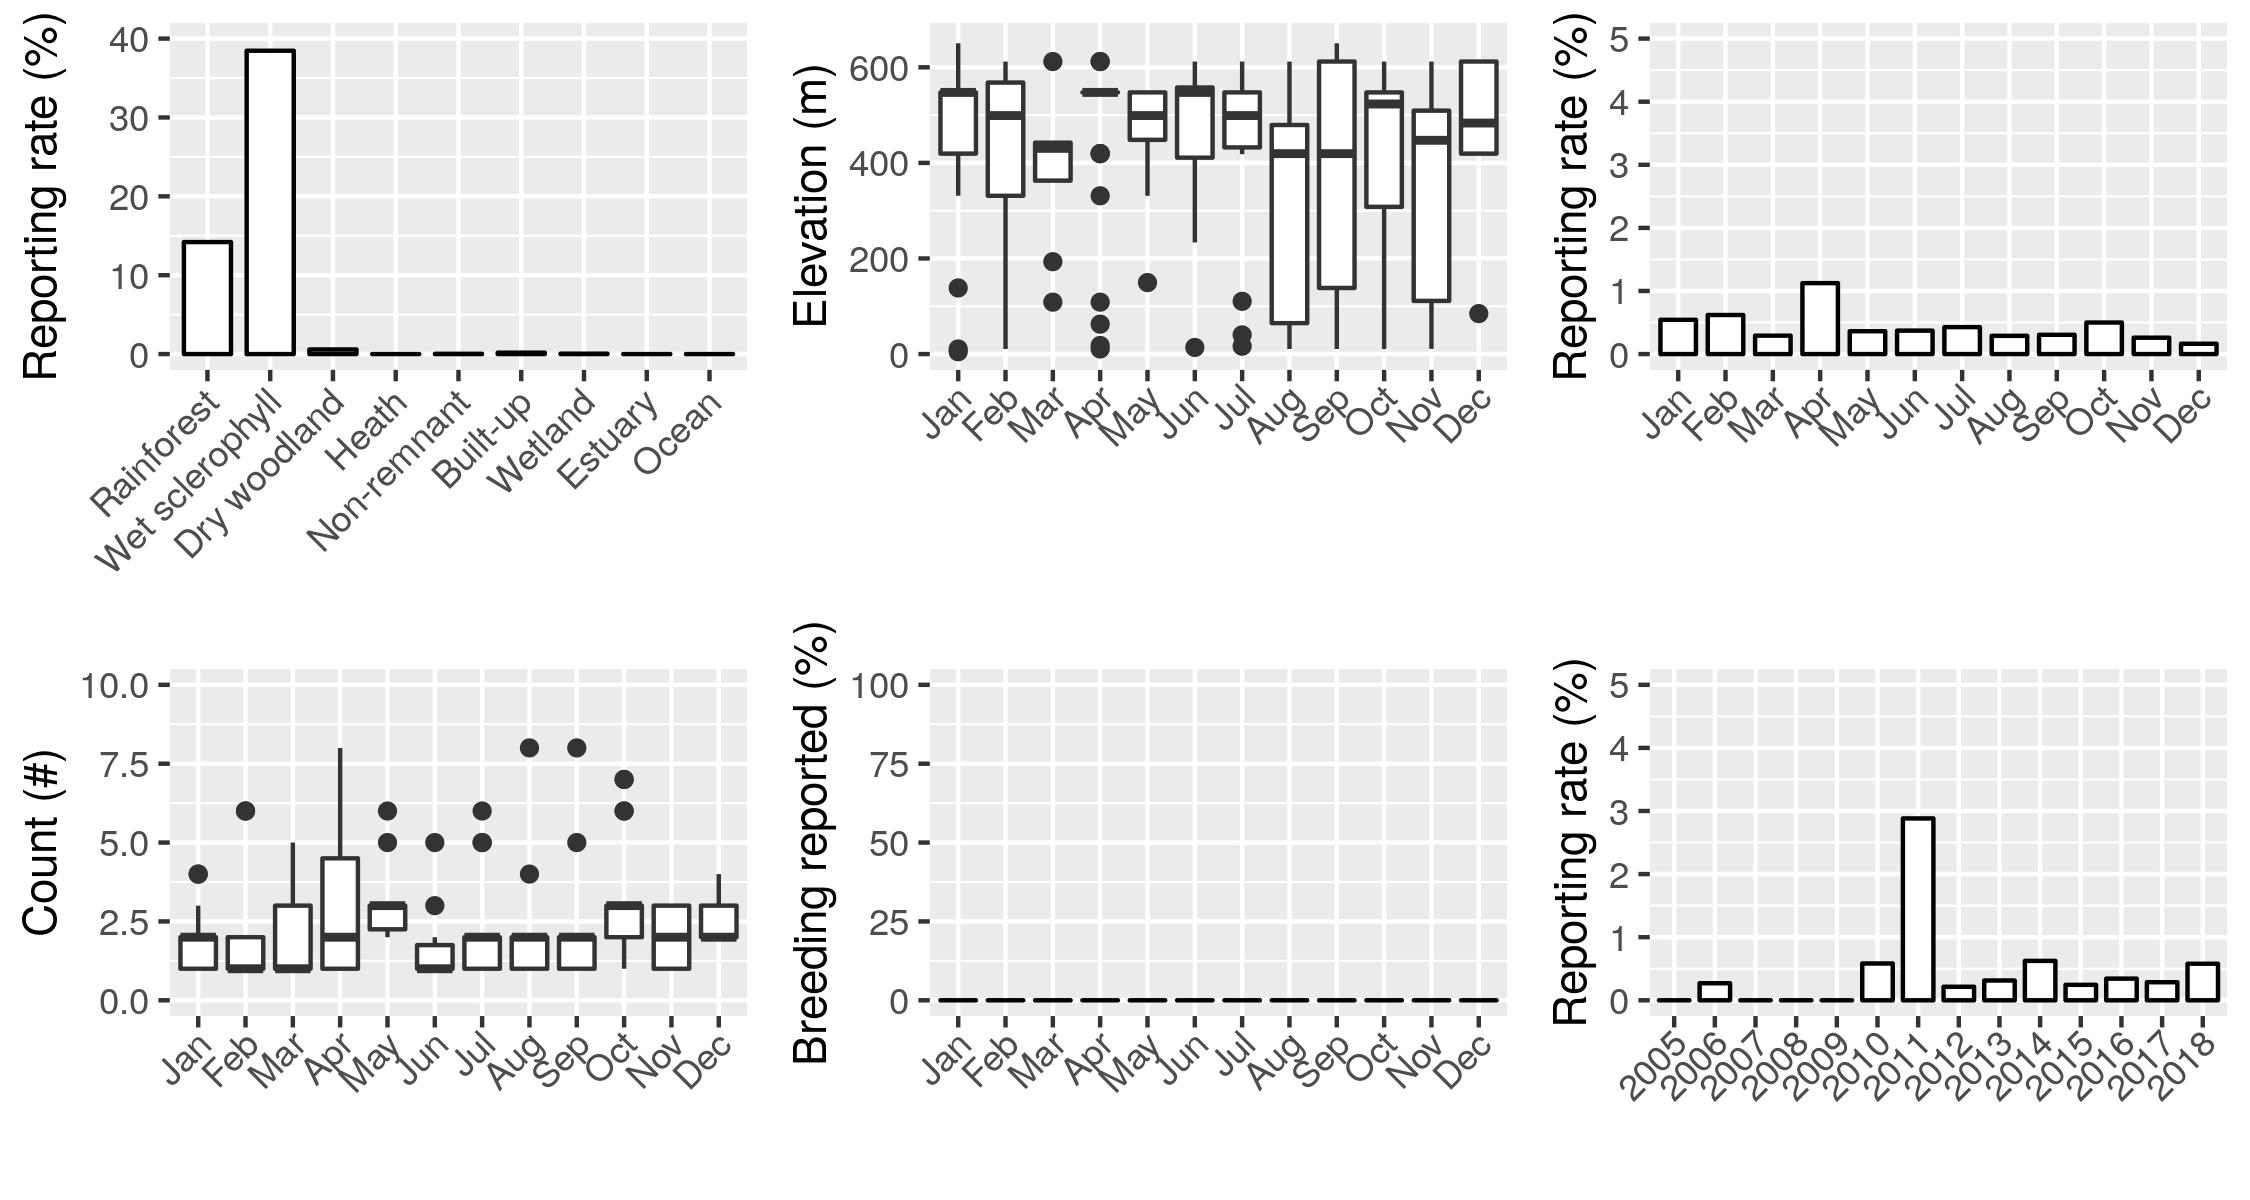 Reporting rate (%)
40
30
20
10
0
Rainforest
Wet sclerophyll
Dry woodland
Heath
Non-remnant
Built-up
Wetland
Estuary
Ocean
Elevation (m)
600
400
200
0
Jan
Feb
Mar
Apr
May
Jun
Jul
Aug
Sep
Oct
Nov
Dec
Reporting rate (%)
5
4
3
2
1
0
Jan
Feb
Mar
Apr
May
Jun
Jul
Aug
Sep
Oct
Nov
Dec
Count (#)
10.0
7.5
5.0
2.5
0.0
Jan
Feb
Mar
Apr
May
Jun
Jul
Aug
Sep
Oct
Nov
Dec
Breeding reported (%)
100
75
50
25
0
Jan
Feb
Mar
Apr
May
Jun
Jul
Aug
Sep
Oct
Nov
Dec
Reporting rate (%)
5
4
3
2
1
0
2005
2006
2007
2008
2009
2010
2011
2012
2013
2014
2015
2016
2017
2018